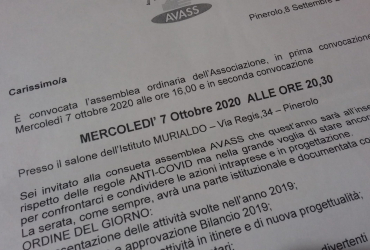 AVASS
Pinerolo,8 Settembre
Carissimo/a
È convocata l'assemblea ordinaria dell'Associazione, in prima convocazione
Mercoledì 7 ottobre 2020 alle ore 16,00 e in seconda convocazione
MERCOLEDI' 7 Ottobre 2020 ALLE ORE 20,30
Presso il salone dell'Istituto MURIALDO – Via Regis,34 – Pinerolo
Sei invitato alla consueta assemblea AVASS che quest'anno sarà all'inse
rispetto delle regole ANTI-COVID ma nella grande voglia di stare ancor
per confrontarci e condividere le azioni intraprese e in progettazione.
La serata, come sempre, avrà una parte istituzionale e documentata co
ORDINE DEL GIORNO:
esentazione delle attività svolte nell'anno 2019;
e approvazione Bilancio 2019;
attività in itinere e di nuova progettualità;
divertenti